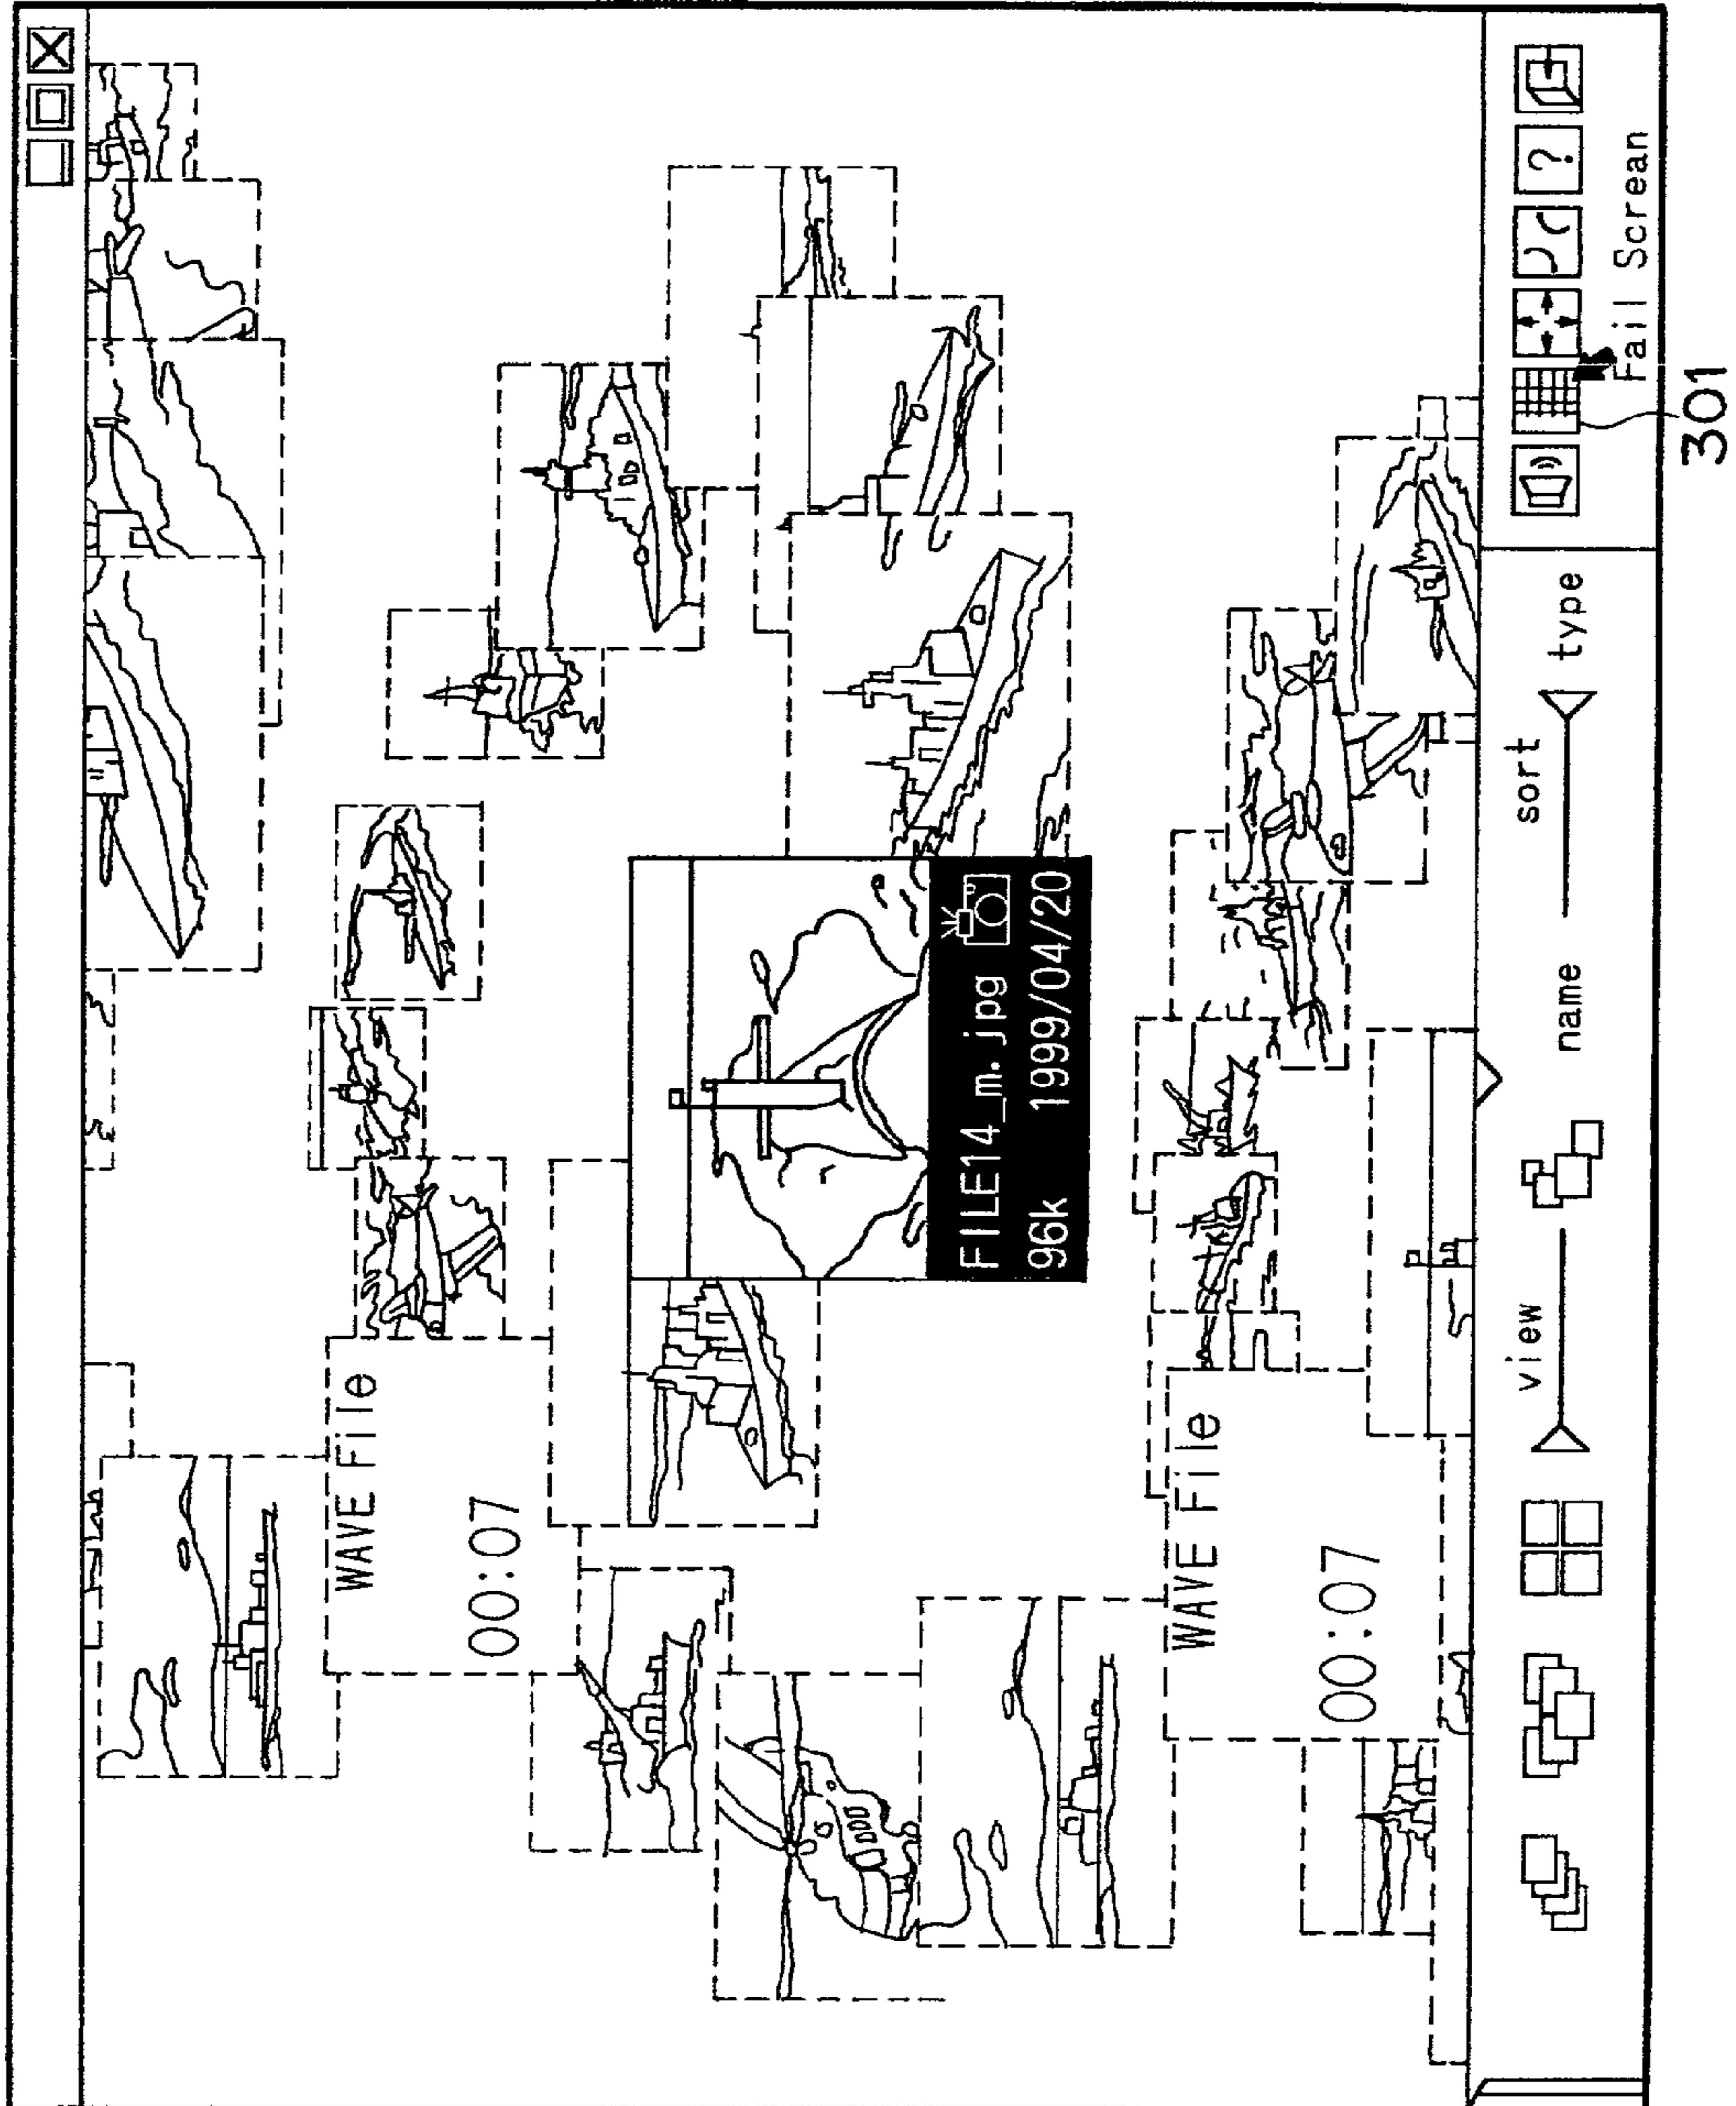 WAVE File
00:07
FILE14_m.jpg
96k 1999/04/20
WAVE File
00:07
view
name
sort
type
?
Fail Screan
301